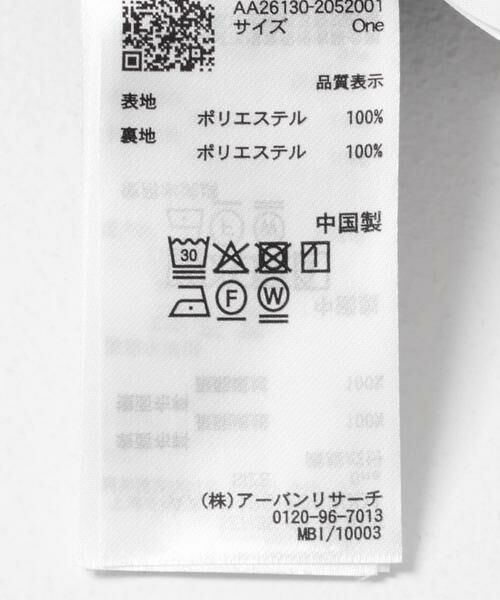 AA26130-2052001
サイズ One
品質表示
表地
ポリエステル 100%
裏地
ポリエステル 100%
中国製
30
F W
(株)アーバンリサーチ
0120-96-7013
MBI/10003